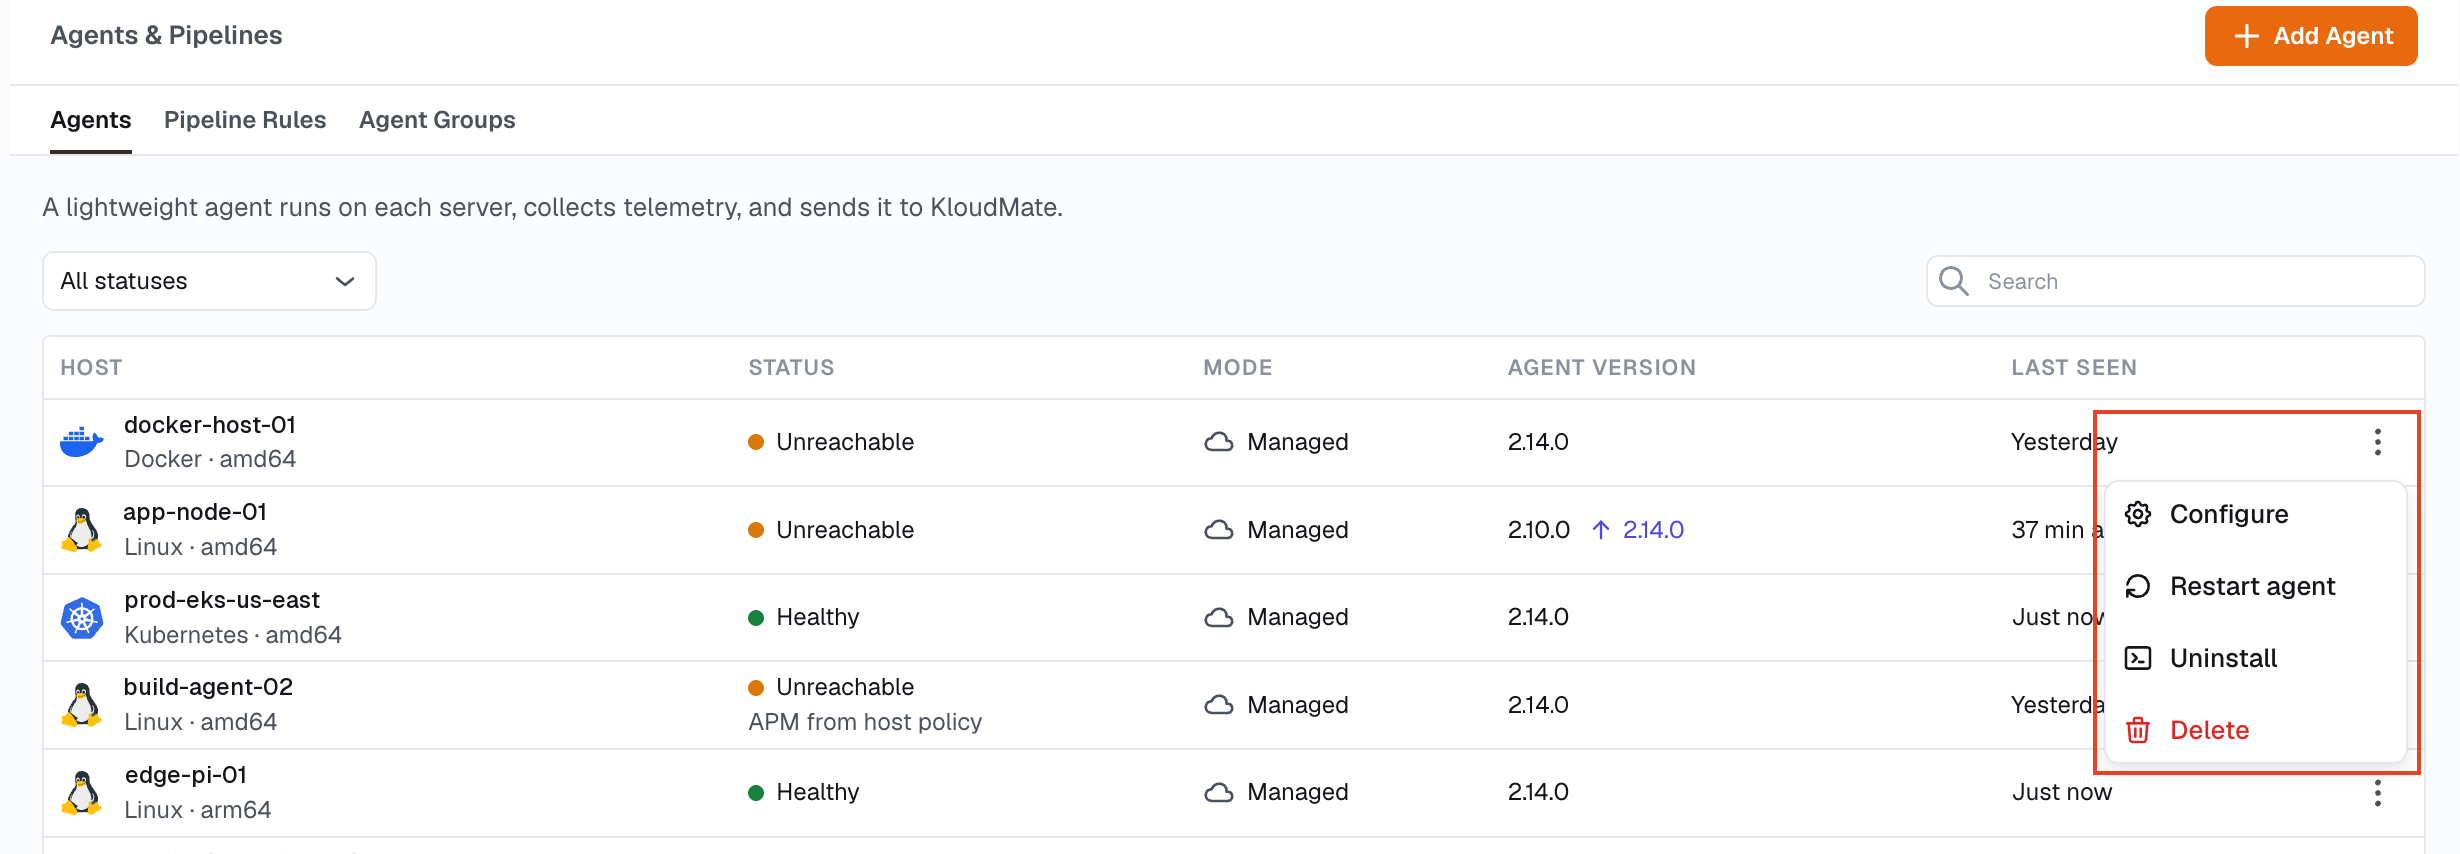 Agents & Pipelines
Add Agent
Agents Pipeline Rules Agent Groups
A lightweight agent runs on each server, collects telemetry, and sends it to KloudMate.
All statuses
Search
HOST STATUS MODE AGENT VERSION LAST SEEN
docker-host-01
Docker · amd64
Unreachable Managed 2.14.0 Yesterday
app-node-01
Linux · amd64
Unreachable Managed 2.10.0 ↑ 2.14.0 37 min
prod-eks-us-east
Kubernetes · amd64
Healthy Managed 2.14.0 Just
build-agent-02
Linux · amd64
Unreachable
APM from host policy
Managed 2.14.0
edge-pi-01
Linux · arm64
Healthy Managed 2.14.0 Just now
Configure
Restart agent
Uninstall
Delete